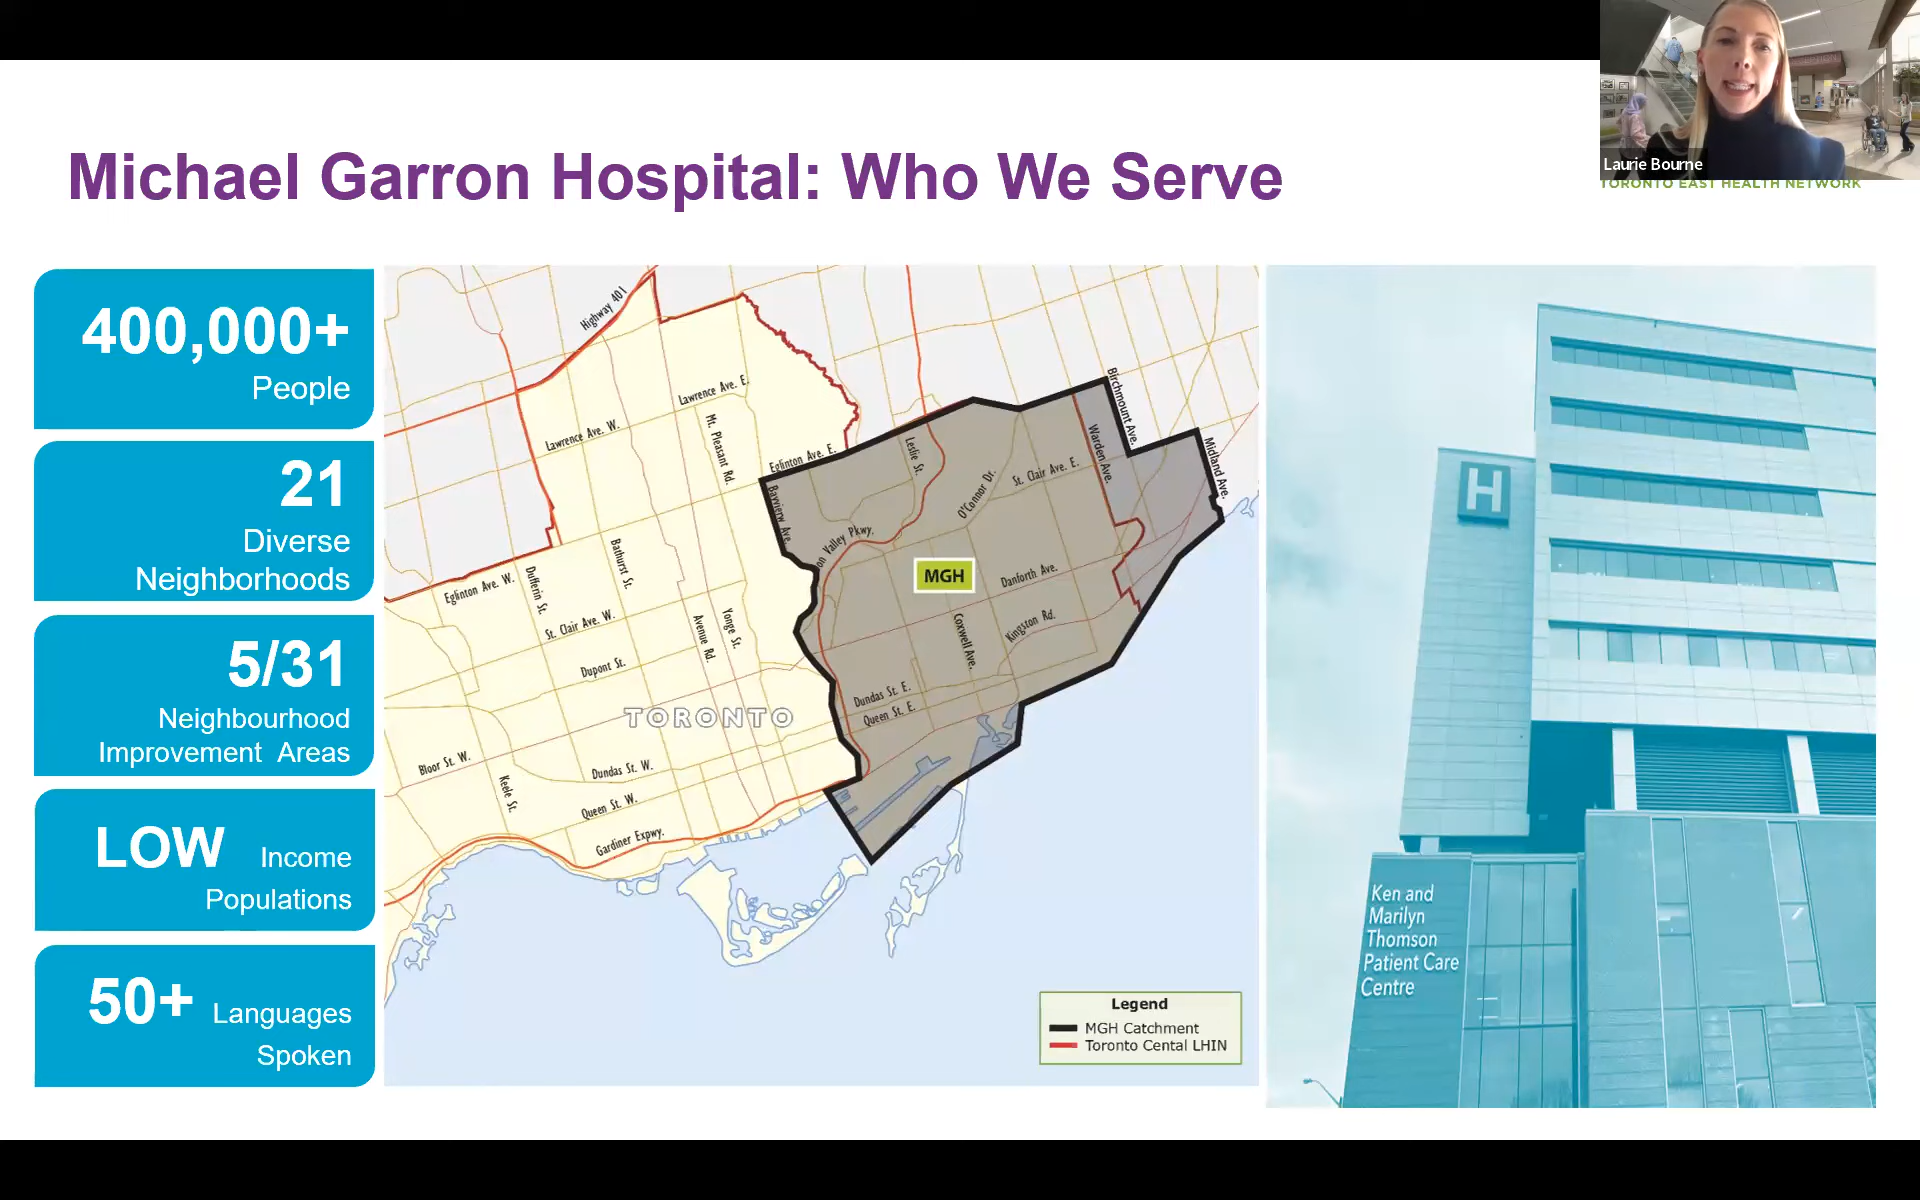 Laurie Bourne
TORONTO EAST HEALTH NETWORK
Michael Garron Hospital: Who We Serve
400,000+
People
21
Diverse
Neighborhoods
5/31
Neighbourhood
Improvement Areas
LOW Income
Populations
50+ Languages
Spoken
Highway 401
Lawrence Ave. E.
Lawrence Ave. W.
Mt. Pleasant Rd.
Eglinton Ave. E.
Bayview Ave.
Leslie St.
O'Connor Dr.
St. Clair Ave. E.
Warden Ave.
Birchmount Ave.
Midland Ave.
on Valley Pkwy.
MGH
Danforth Ave.
Coxwell Ave.
Kingston Rd.
Dundas St. E.
Queen St. E.
Eglinton Ave. W.
Dufferin St.
Bathurst St.
St. Clair Ave. W.
Avenue Rd.
Yonge St.
Dupont St.
TORONTO
Bloor St. W.
Keele St.
Dundas St. W.
Queen St. W.
Gardiner Expwy.
Legend
MGH Catchment
Toronto Cental LHIN
H
Ken and
Marilyn
Thomson
Patient Care
Centre